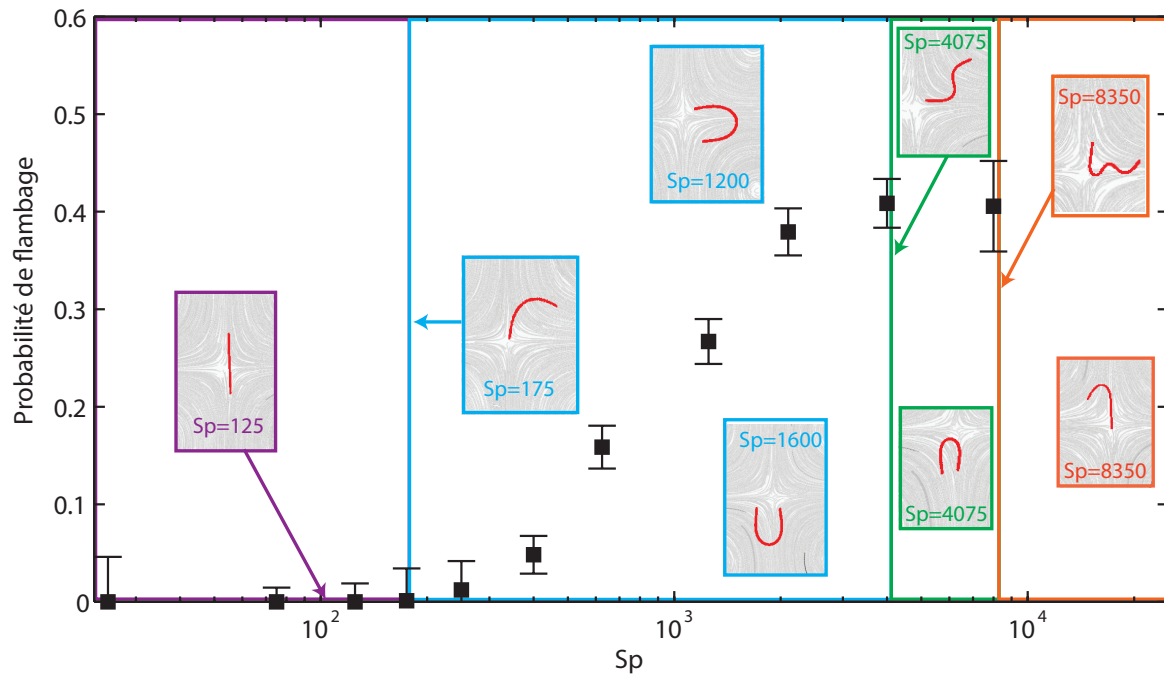 0.6
0.5
0.4
0.3
0.2
0.1
0
Probabilité de flambage
Sp=125
Sp=175
Sp=1200
Sp=1600
Sp=4075
Sp=4075
Sp=8350
Sp=8350
10²
10³
10⁴
Sp